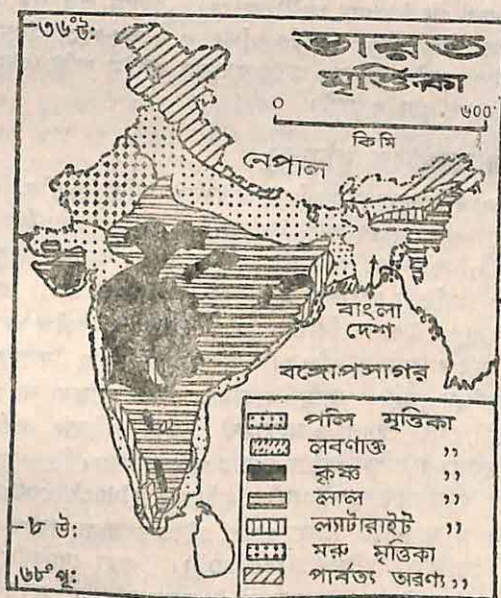 ৩৬° উ:
ভারত
মৃত্তিকা
০ ৬০০
কিমি
নেপাল
বাংলা
দেশ
বঙ্গোপসাগর
পলি মৃত্তিকা
লবণাক্ত ,,
কৃষ্ণ ,,
লাল ,,
ল্যাটারাইট ,,
মরু মৃত্তিকা
পার্বত্য অরণ্য ,,
৮ উ:
৬৮° পূ: